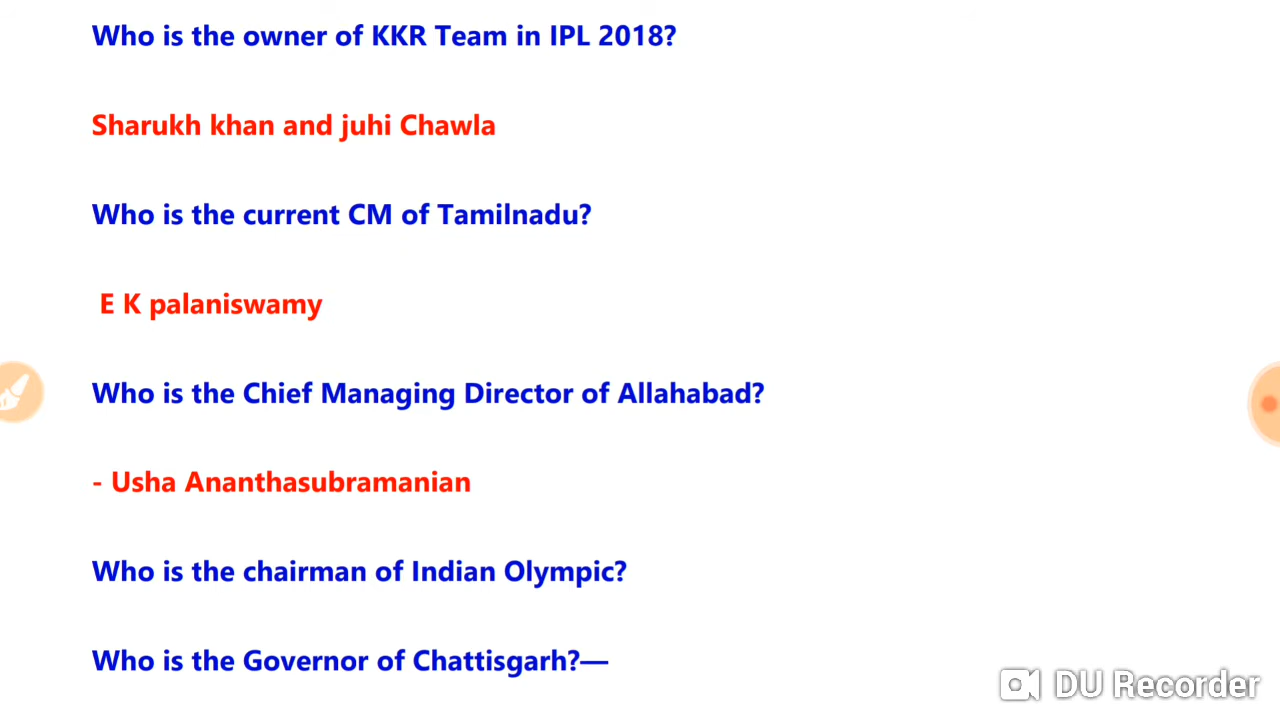 Who is the owner of KKR Team in IPL 2018?
Sharukh khan and juhi Chawla
Who is the current CM of Tamilnadu?
E K palaniswamy
Who is the Chief Managing Director of Allahabad?
- Usha Ananthasubramanian
Who is the chairman of Indian Olympic?
Who is the Governor of Chattisgarh?—
DU Recorder